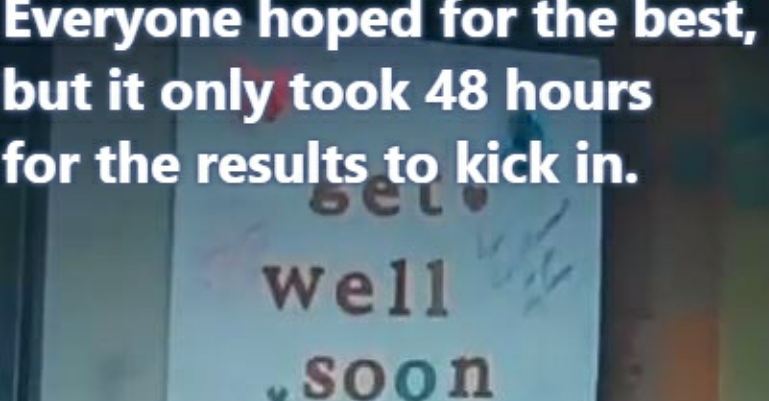 Everyone hoped for the best,
but it only took 48 hours
for the results to kick in.
get
well
soon